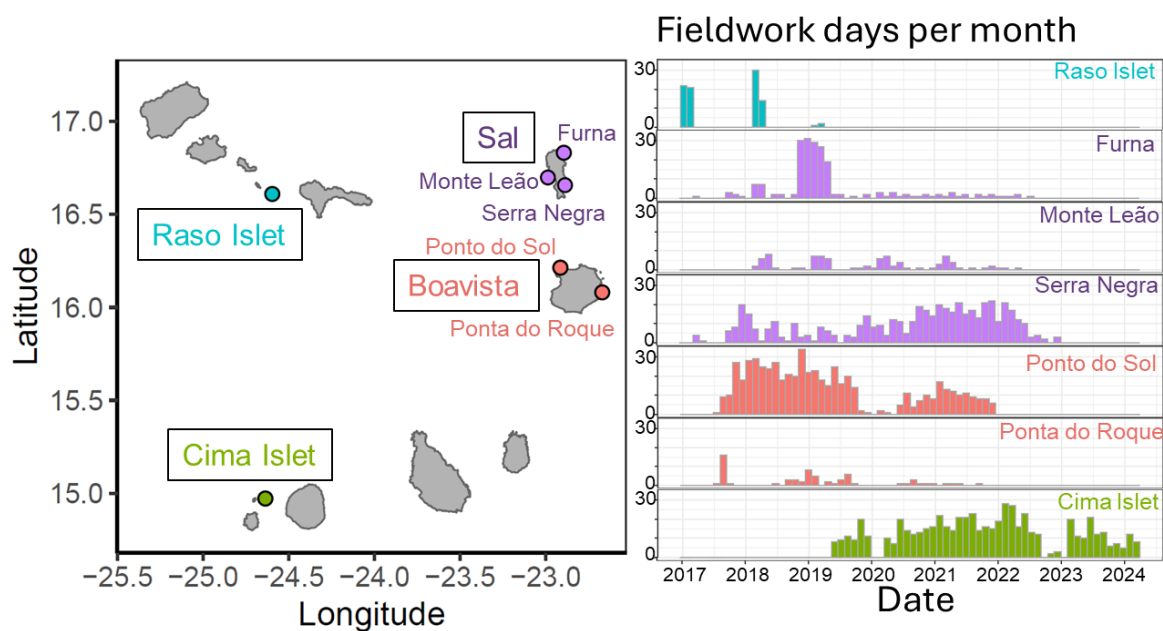 Fieldwork days per month
17.0
16.5
16.0
15.5
15.0
Latitude
−25.5 −25.0 −24.5 −24.0 −23.5 −23.0
Longitude
Sal
Furna
Monte Leão
Serra Negra
Raso Islet
Ponto do Sol
Boavista
Ponta do Roque
Cima Islet
30
0
Raso Islet
30
0
Furna
30
0
Monte Leão
30
0
Serra Negra
30
0
Ponto do Sol
30
0
Ponta do Roque
30
0
Cima Islet
2017 2018 2019 2020 2021 2022 2023 2024
Date